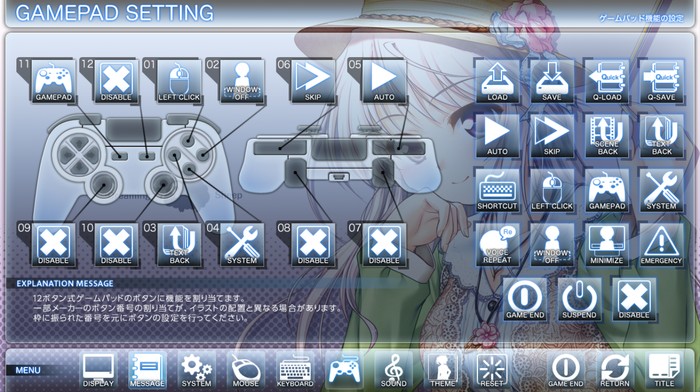 GAMEPAD SETTING
ゲームパッド機能の設定
11
GAMEPAD
12
DISABLE
01
LEFT CLICK
02
WINDOW OFF
06
SKIP
05
AUTO
LOAD
SAVE
Quick
Q-LOAD
Quick
Q-SAVE
AUTO
SKIP
SCENE BACK
TEXT BACK
SHORTCUT
LEFT CLICK
GAMEPAD
SYSTEM
09
DISABLE
10
DISABLE
03
TEXT BACK
04
SYSTEM
08
DISABLE
07
DISABLE
Re
VOICE REPEAT
WINDOW OFF
MINIMIZE
EMERGENCY
EXPLANATION MESSAGE
12ボタン式ゲームパッドのボタンに機能を割り当てます。
一部メーカーのボタン番号の割り当てが、イラストの配置と異なる場合があります。
枠に振られた番号を元にボタンの設定を行ってください。
GAME END
SUSPEND
DISABLE
MENU
DISPLAY
MESSAGE
SYSTEM
MOUSE
KEYBOARD
SOUND
THEME
RESET
GAME END
RETURN
TITLE